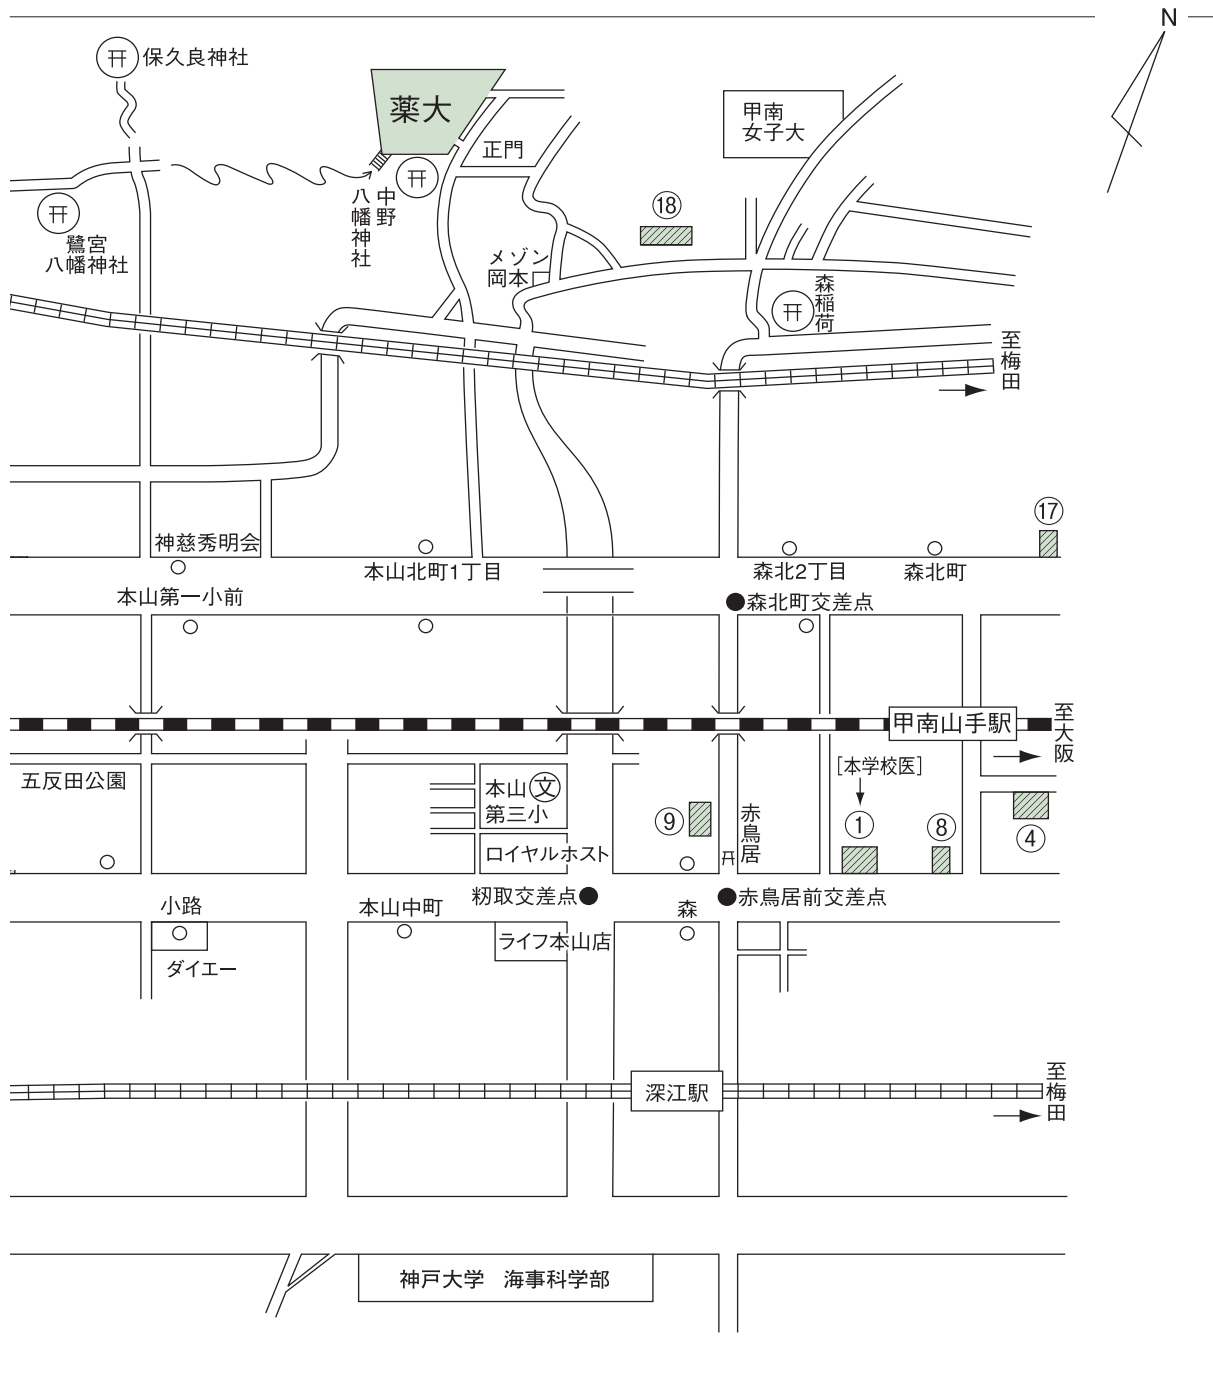 N
保久良神社
薬大
甲南
女子大
正門
中野
八幡神社
⑱
鷺宮
八幡神社
メゾン
岡本
森稲荷
至梅田
⑰
神慈秀明会
本山北町1丁目
森北2丁目
森北町
本山第一小前
森北町交差点
甲南山手駅
至大阪
五反田公園
本山
文
第三小
[本学校医]
⑨
赤鳥居
①
⑧
④
ロイヤルホスト
籾取交差点
赤鳥居前交差点
小路
本山中町
森
ライフ本山店
ダイエー
深江駅
至梅田
神戸大学 海事科学部